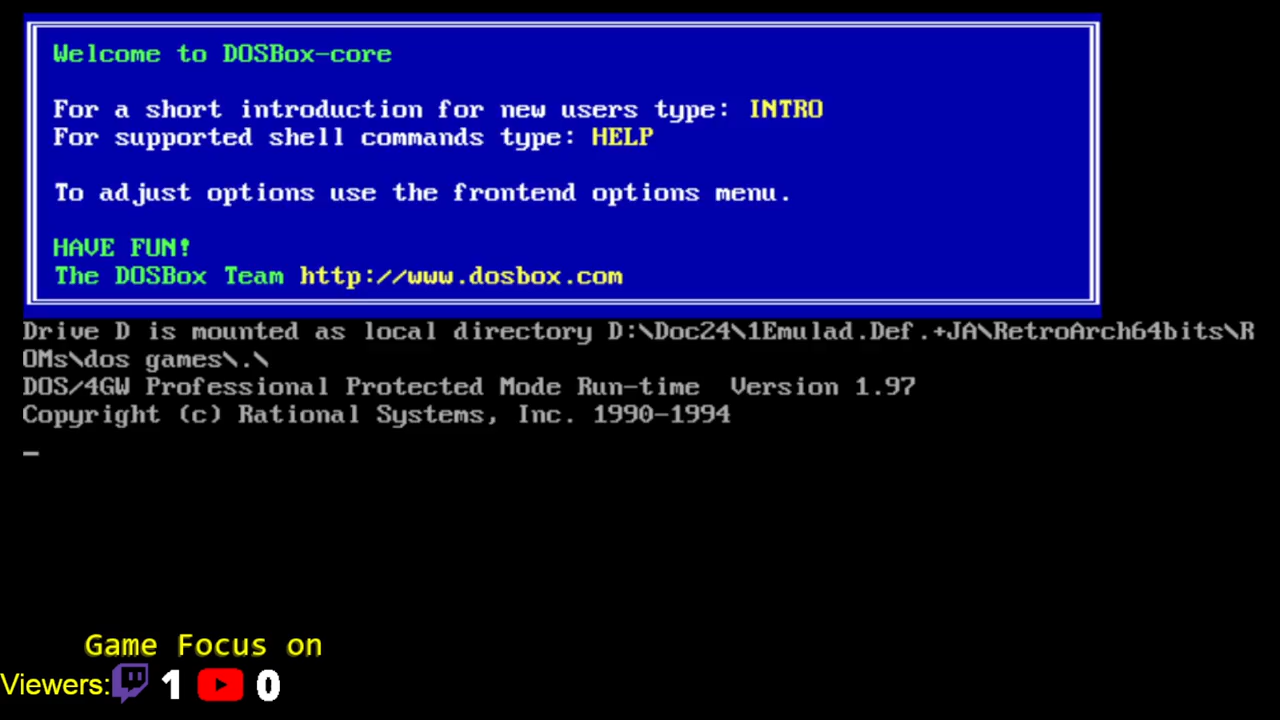 Welcome to DOSBox-core
For a short introduction for new users type: INTRO
For supported shell commands type: HELP
To adjust options use the frontend options menu.
HAVE FUN!
The DOSBox Team http://www.dosbox.com
Drive D is mounted as local directory D:\Doc24\1Emulad.Def.+JA\RetroArch64bits\R
OMs\dos games\.\
DOS/4GW Professional Protected Mode Run-time  Version 1.97
Copyright (c) Rational Systems, Inc. 1990-1994
Game Focus on
Viewers: 1 0